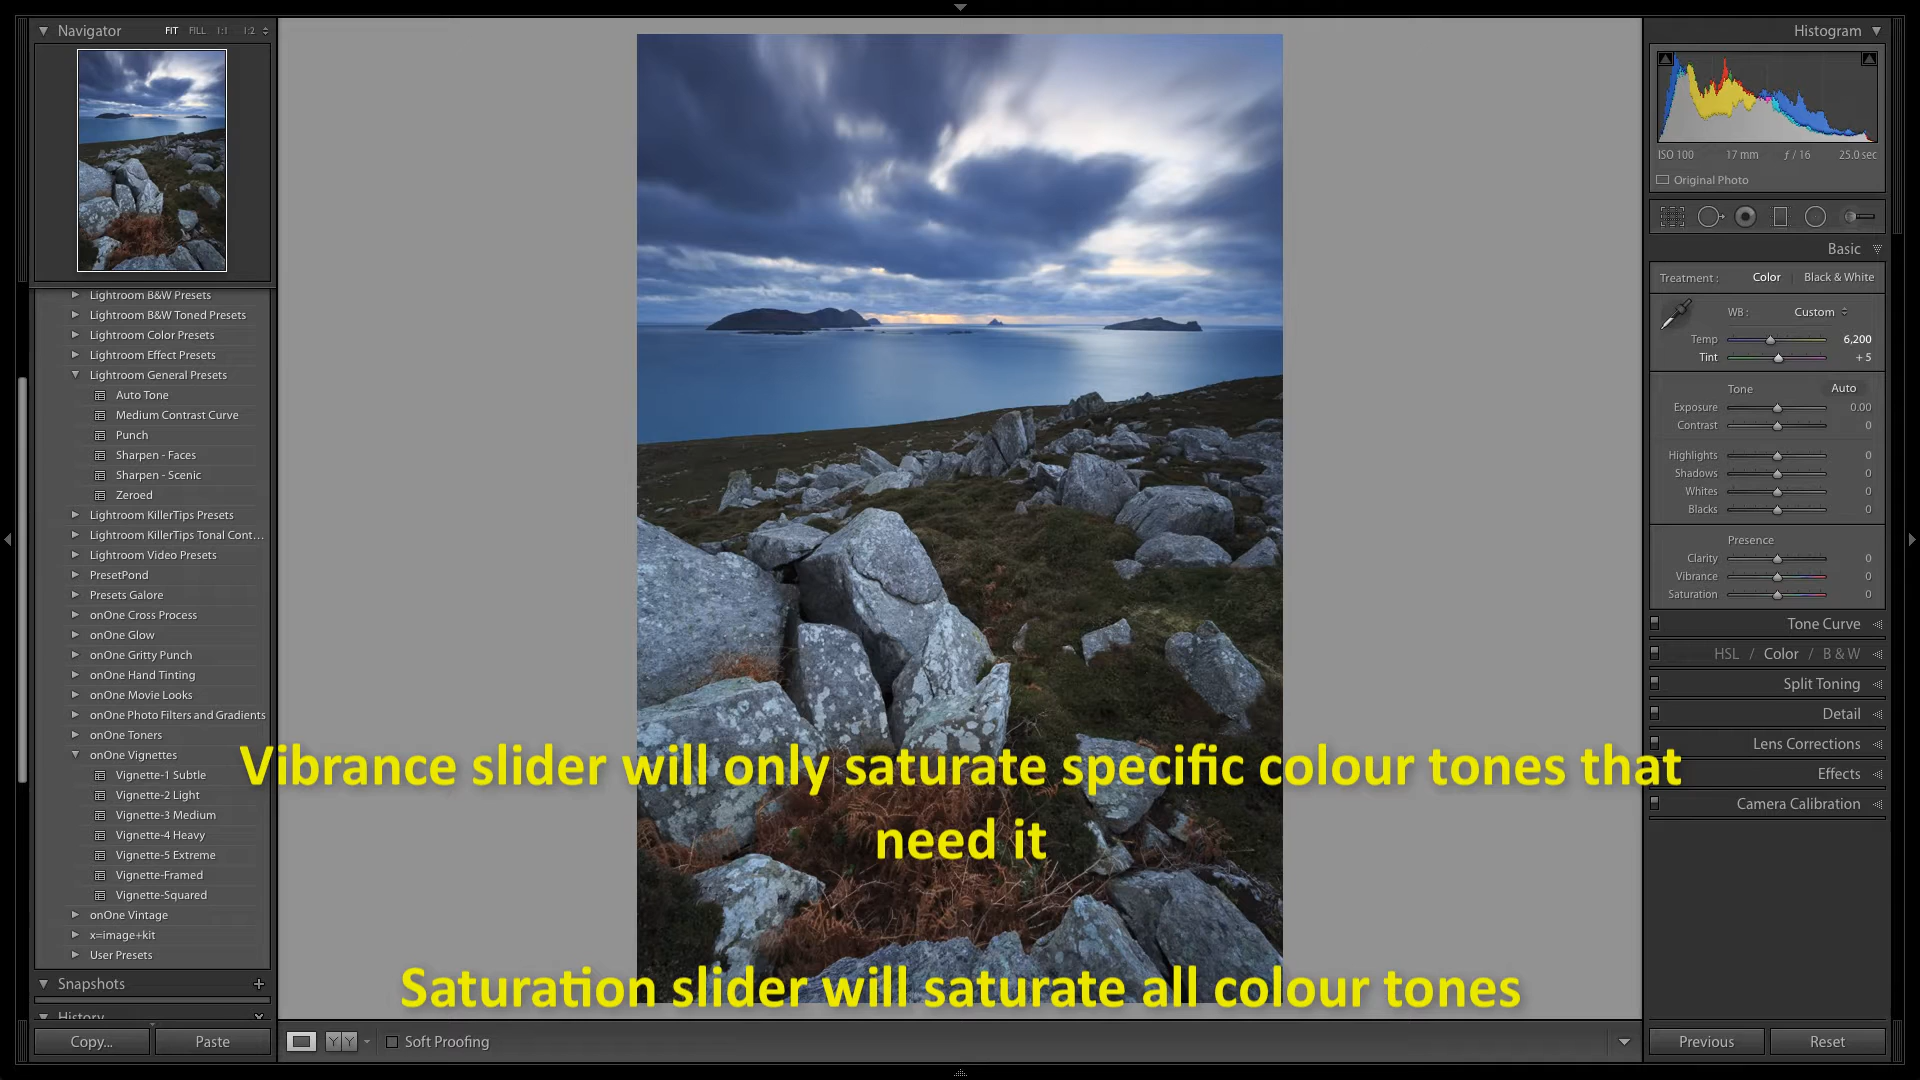 Navigator FIT FILL 1:1 1:2
Lightroom B&W Presets
Lightroom B&W Toned Presets
Lightroom Color Presets
Lightroom Effect Presets
Lightroom General Presets
Auto Tone
Medium Contrast Curve
Punch
Sharpen - Faces
Sharpen - Scenic
Zeroed
Lightroom KillerTips Presets
Lightroom KillerTips Tonal Cont...
Lightroom Video Presets
PresetPond
Presets Galore
onOne Cross Process
onOne Glow
onOne Gritty Punch
onOne Hand Tinting
onOne Movie Looks
onOne Photo Filters and Gradients
onOne Toners
onOne Vignettes
Vignette-1 Subtle
Vignette-2 Light
Vignette-3 Medium
Vignette-4 Heavy
Vignette-5 Extreme
Vignette-Framed
Vignette-Squared
onOne Vintage
x=image+kit
User Presets
Snapshots +
History
Copy... Paste
Vibrance slider will only saturate specific colour tones that
need it
Saturation slider will saturate all colour tones
Soft Proofing
Histogram
ISO 100 17 mm ƒ / 16 25.0 sec
Original Photo
Basic
Treatment : Color Black & White
WB : Custom
Temp 6,200
Tint + 5
Tone Auto
Exposure 0.00
Contrast 0
Highlights 0
Shadows 0
Whites 0
Blacks 0
Presence
Clarity 0
Vibrance 0
Saturation 0
Tone Curve
HSL / Color / B & W
Split Toning
Detail
Lens Corrections
Effects
Camera Calibration
Previous Reset